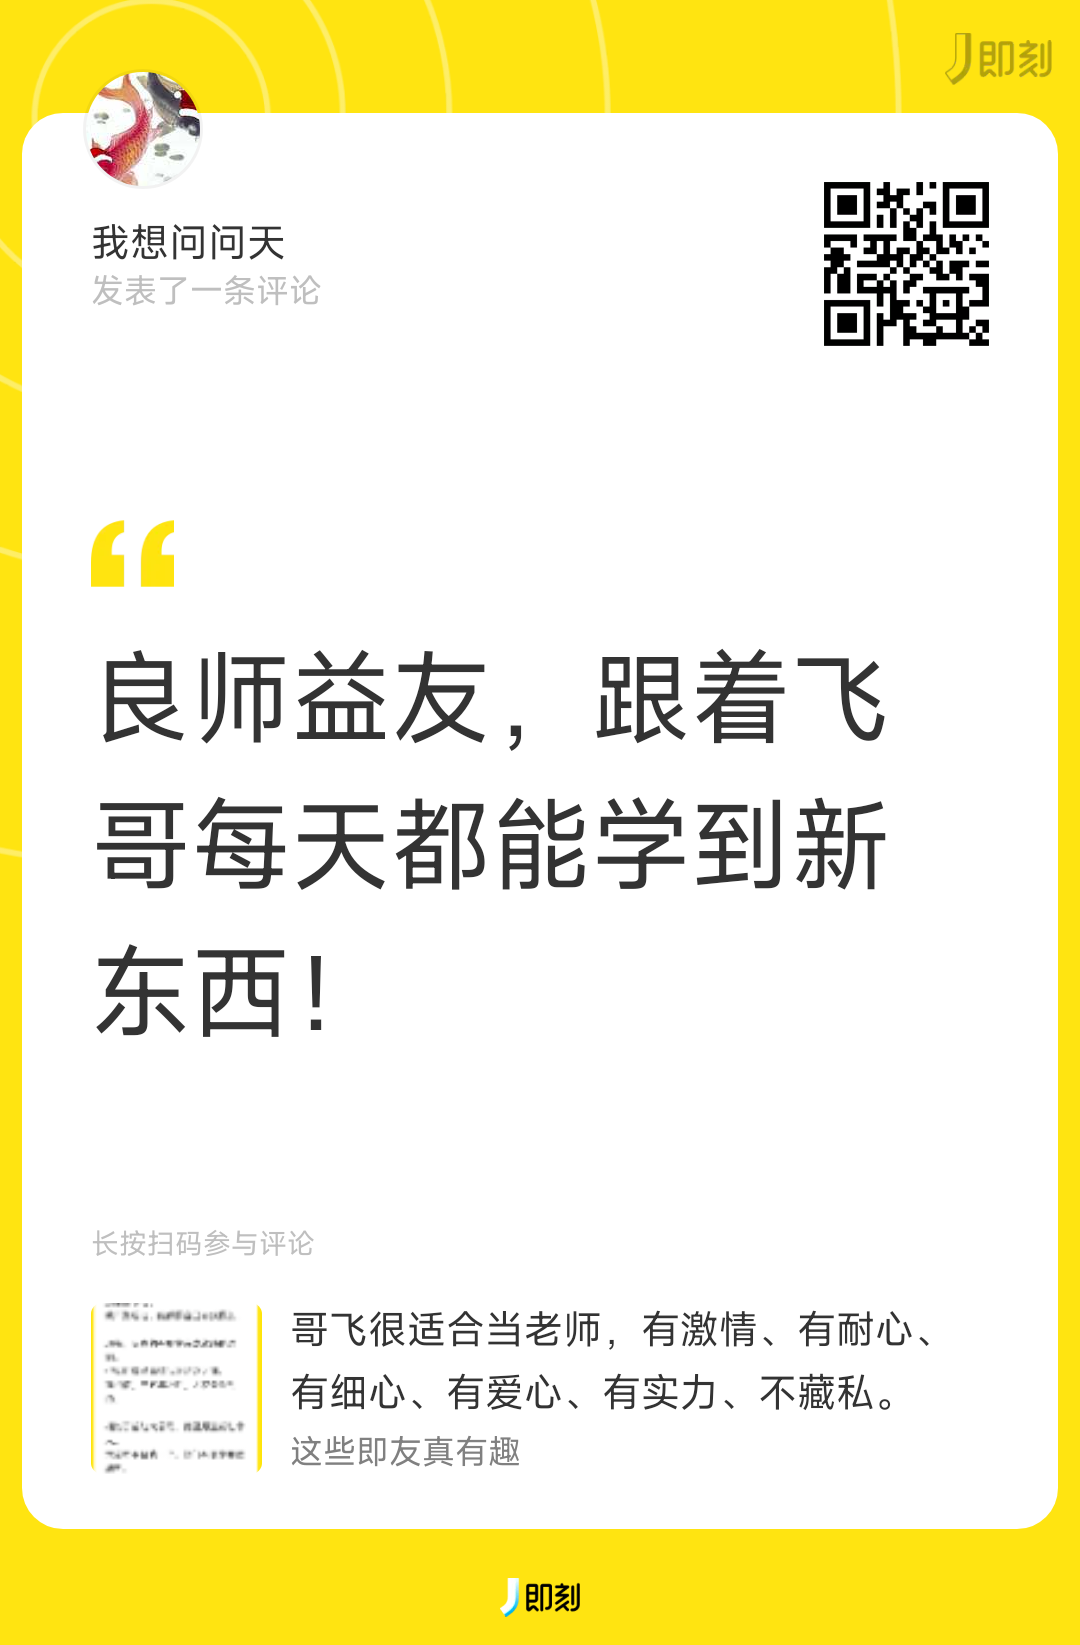 即刻
我想问问天
发表了一条评论
良师益友，跟着飞
哥每天都能学到新
东西！
长按扫码参与评论
哥飞很适合当老师，有激情、有耐心、
有细心、有爱心、有实力、不藏私。
这些即友真有趣
即刻